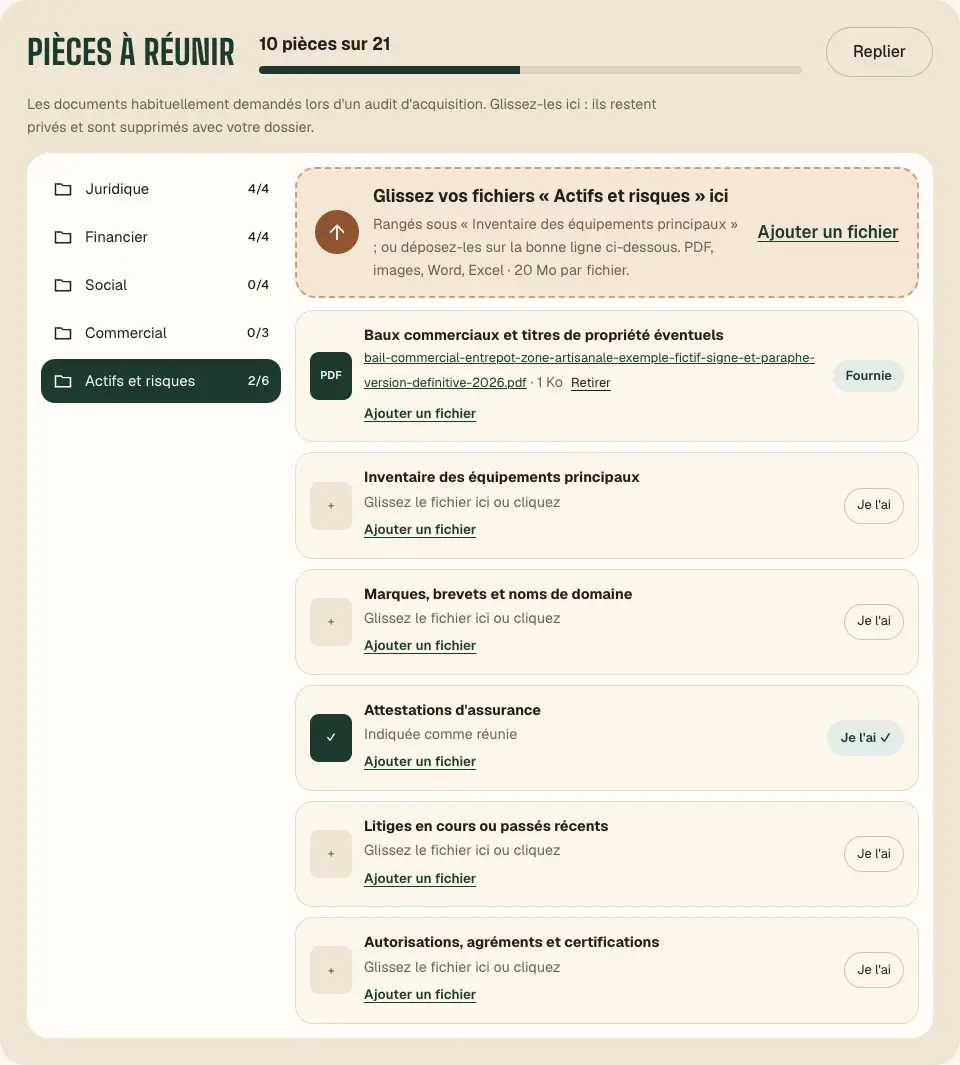 PIÈCES À RÉUNIR
10 pièces sur 21
Replier
Les documents habituellement demandés lors d'un audit d'acquisition. Glissez-les ici : ils restent
privés et sont supprimés avec votre dossier.
Juridique 4/4
Financier 4/4
Social 0/4
Commercial 0/3
Actifs et risques 2/6
Glissez vos fichiers « Actifs et risques » ici
Rangés sous « Inventaire des équipements principaux »
; ou déposez-les sur la bonne ligne ci-dessous. PDF,
images, Word, Excel · 20 Mo par fichier.
Ajouter un fichier
PDF
Baux commerciaux et titres de propriété éventuels
bail-commercial-entrepot-zone-artisanale-exemple-fictif-signe-et-paraphe-
version-definitive-2026.pdf · 1 Ko Retirer
Ajouter un fichier
Fournie
+
Inventaire des équipements principaux
Glissez le fichier ici ou cliquez
Ajouter un fichier
Je l'ai
+
Marques, brevets et noms de domaine
Glissez le fichier ici ou cliquez
Ajouter un fichier
Je l'ai
✓
Attestations d'assurance
Indiquée comme réunie
Ajouter un fichier
Je l'ai ✓
+
Litiges en cours ou passés récents
Glissez le fichier ici ou cliquez
Ajouter un fichier
Je l'ai
+
Autorisations, agréments et certifications
Glissez le fichier ici ou cliquez
Ajouter un fichier
Je l'ai